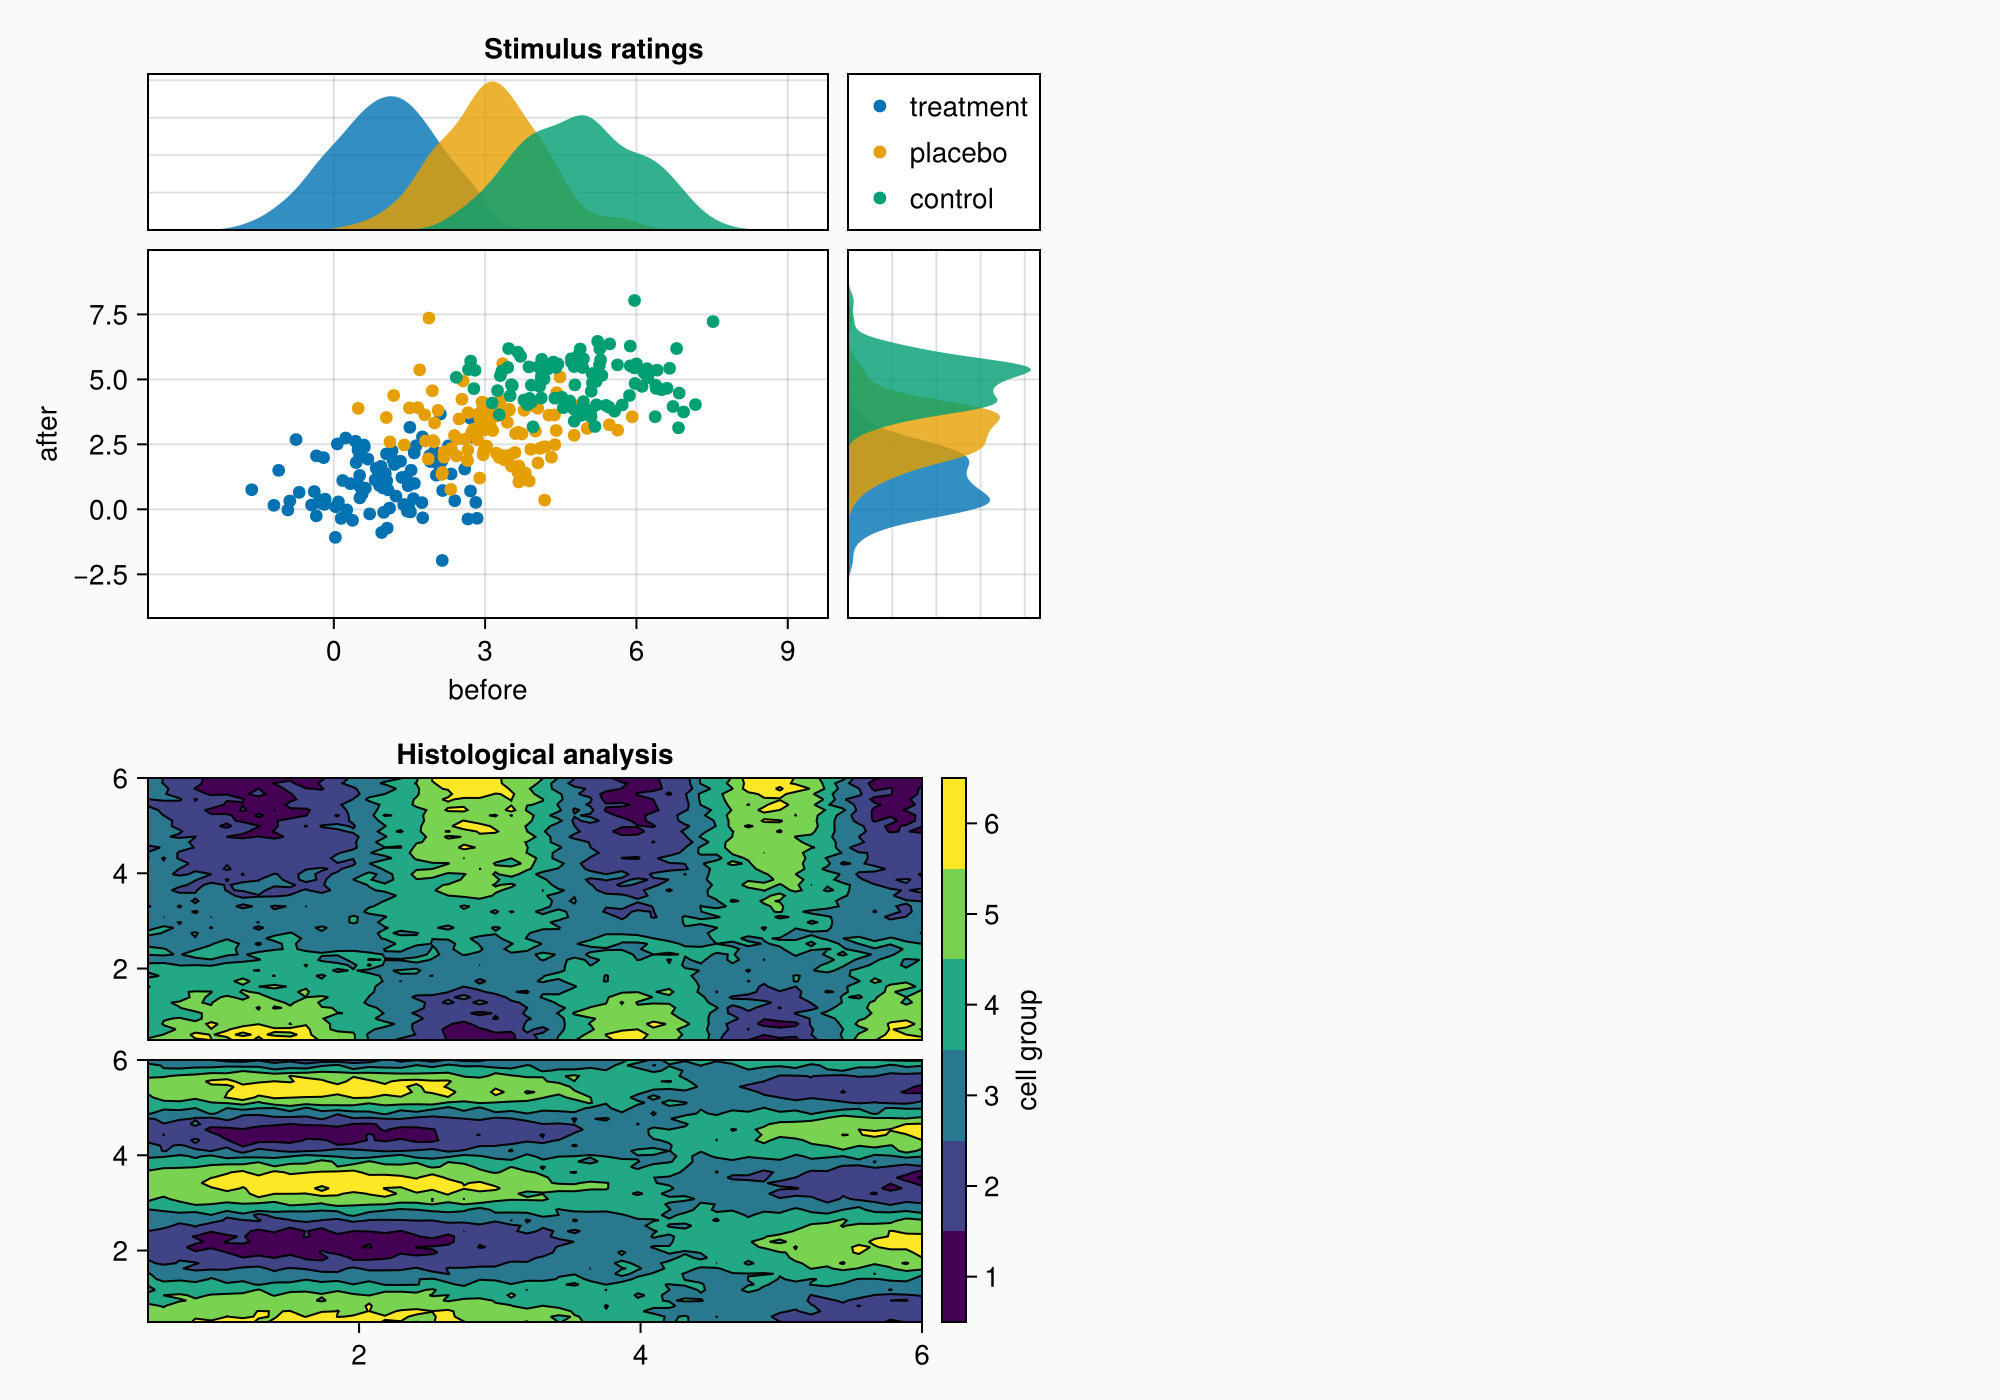 Stimulus ratings
treatment
placebo
control
after
7.5
5.0
2.5
0.0
−2.5
0 3 6 9
before
Histological analysis
6
4
2
6
4
2
2 4 6
6
5
4
3
2
1
cell group